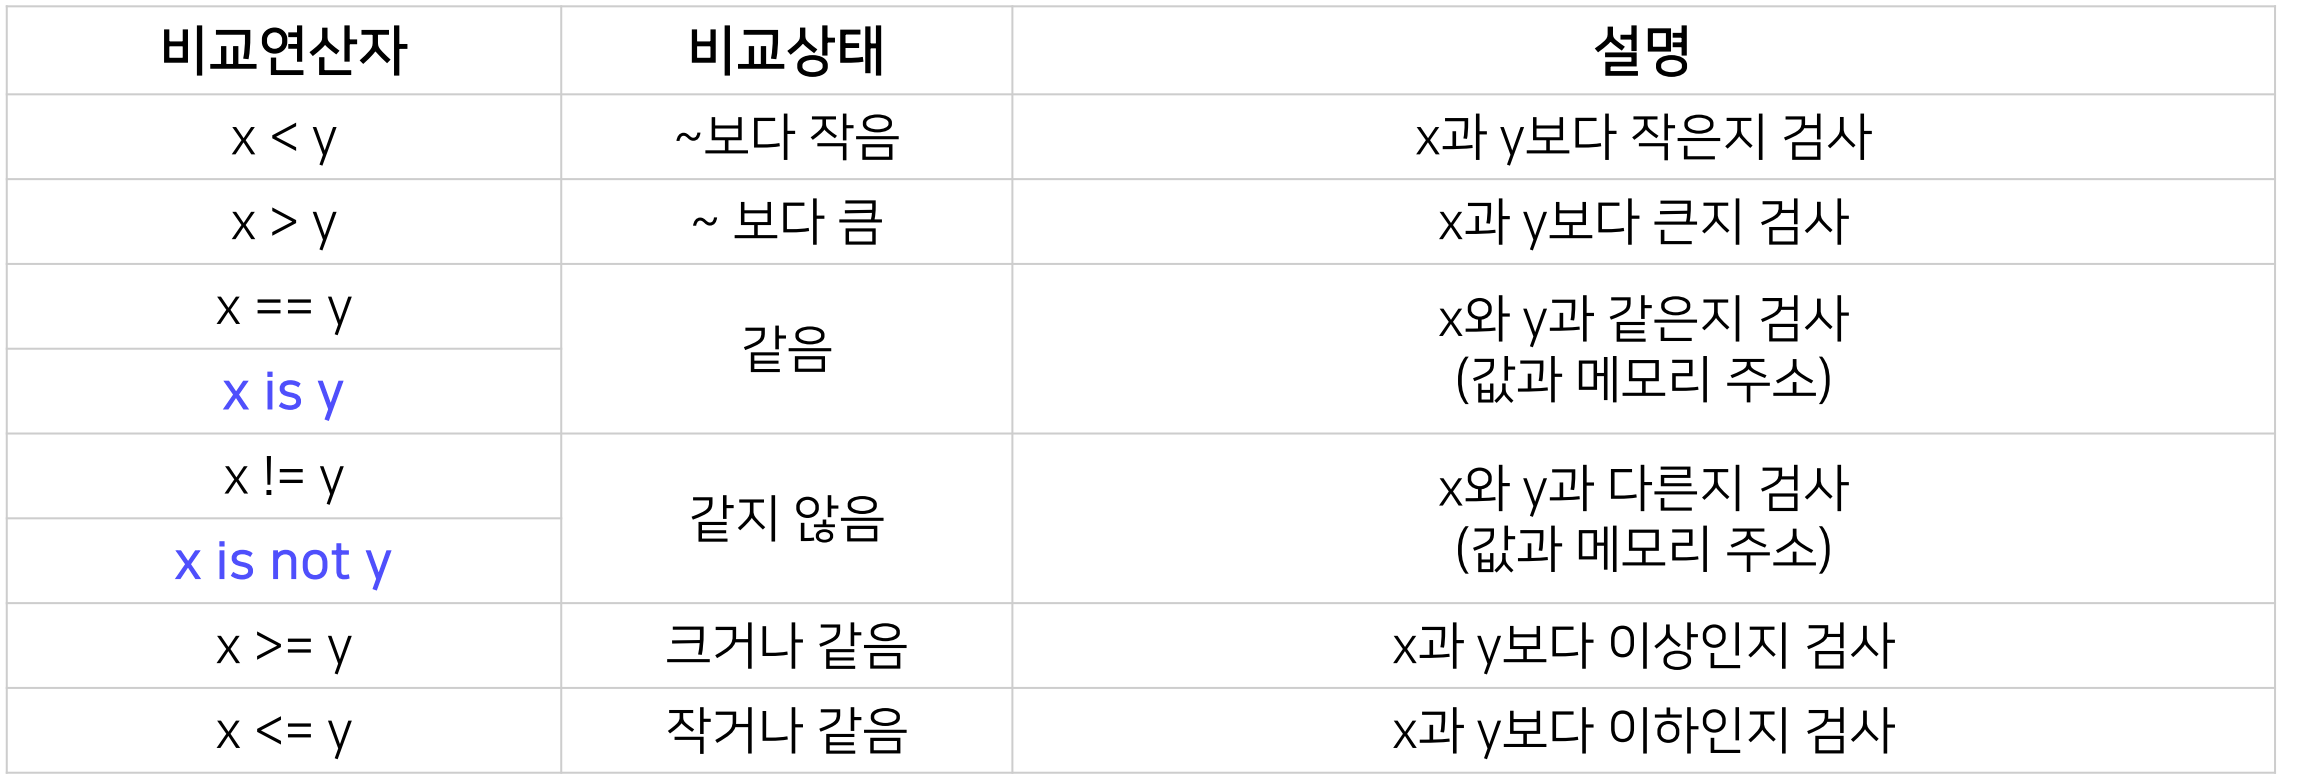 비교연산자 비교상태 설명
x < y ~보다 작음 x과 y보다 작은지 검사
x > y ~ 보다 큼 x과 y보다 큰지 검사
x == y
x is y
같음
x와 y과 같은지 검사
(값과 메모리 주소)
x != y
x is not y
같지 않음
x와 y과 다른지 검사
(값과 메모리 주소)
x >= y 크거나 같음 x과 y보다 이상인지 검사
x <= y 작거나 같음 x과 y보다 이하인지 검사